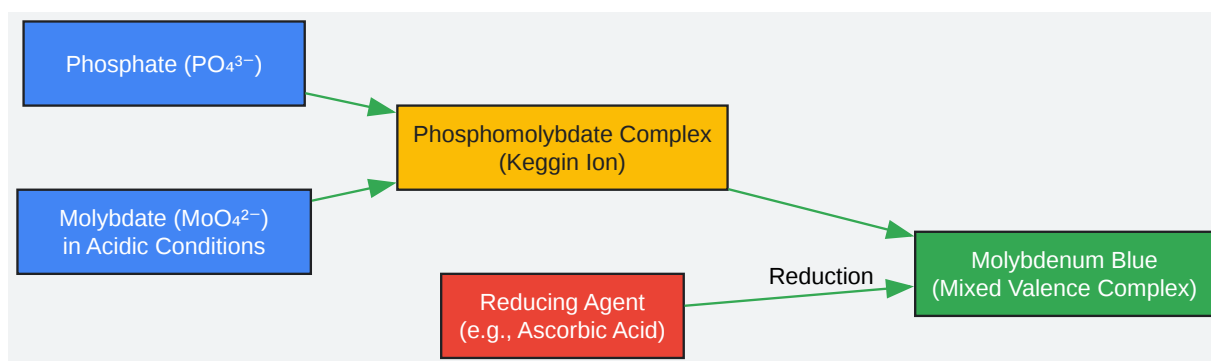 Phosphate (PO₄³⁻)
Phosphomolybdate Complex
(Keggin Ion)
Molybdate (MoO₄²⁻)
in Acidic Conditions
Molybdenum Blue
(Mixed Valence Complex)
Reduction
Reducing Agent
(e.g., Ascorbic Acid)